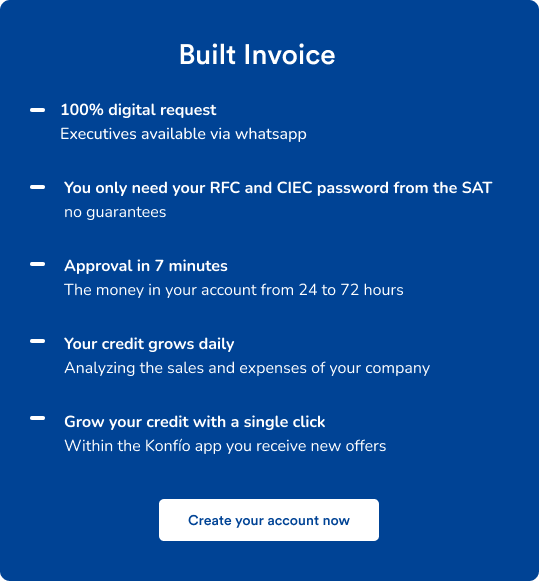 Built Invoice
100% digital request
Executives available via whatsapp
You only need your RFC and CIEC password from the SAT
no guarantees
Approval in 7 minutes
The money in your account from 24 to 72 hours
Your credit grows daily
Analyzing the sales and expenses of your company
Grow your credit with a single click
Within the Konfío app you receive new offers
Create your account now